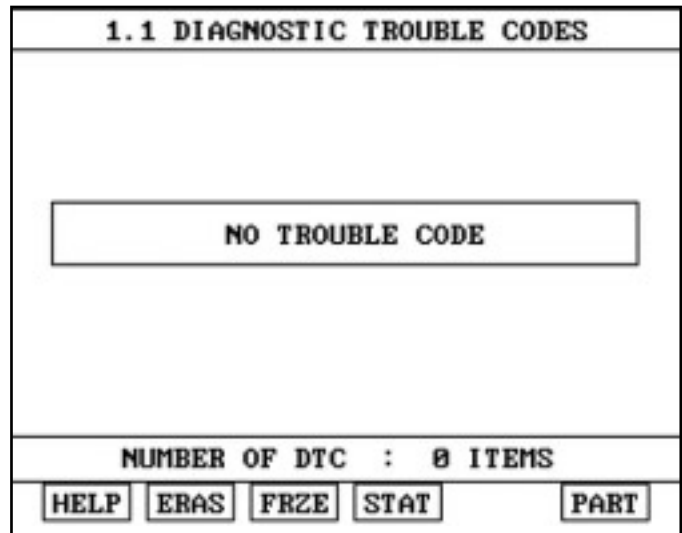 1.1 DIAGNOSTIC TROUBLE CODES
NO TROUBLE CODE
NUMBER OF DTC : 0 ITEMS
HELP ERAS FRZE STAT PART